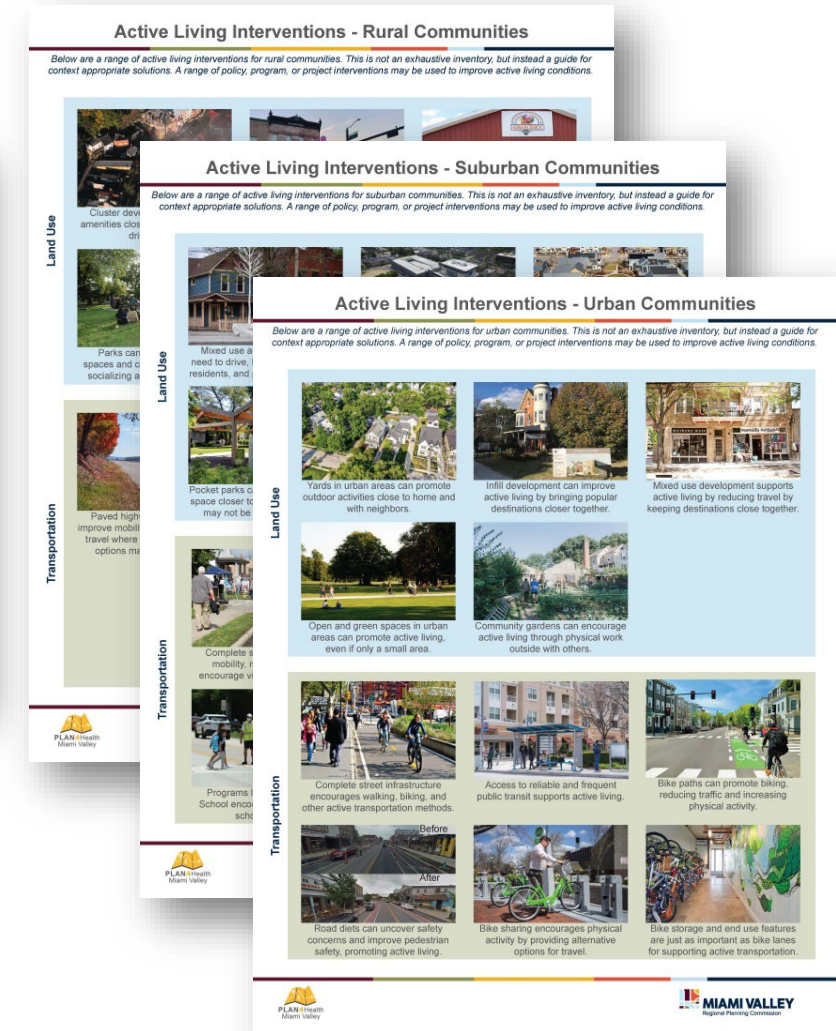 Active Living Interventions - Rural Communities
Below are a range of active living interventions for rural communities. This is not an exhaustive inventory, but instead a guide for
context appropriate solutions. A range of policy, program, or project interventions may be used to improve active living conditions.
Land Use
Cluster
amenities
Parks can
spaces and
socializing
Transportation
Paved
improve
travel where
options
PLAN4Health
Miami Valley
Active Living Interventions - Suburban Communities
Below are a range of active living interventions for suburban communities. This is not an exhaustive inventory, but instead a guide for
context appropriate solutions. A range of policy, program, or project interventions may be used to improve active living conditions.
Land Use
Mixed use
need to drive,
residents, and
Pocket parks
space closer to
may not be
Transportation
Complete
mobility,
encourage
Programs
School
PLAN4Health
Miami Valley
Active Living Interventions - Urban Communities
Below are a range of active living interventions for urban communities. This is not an exhaustive inventory, but instead a guide for
context appropriate solutions. A range of policy, program, or project interventions may be used to improve active living conditions.
Land Use
Yards in urban areas can promote
outdoor activities close to home and
with neighbors.
Infill development can improve
active living by bringing popular
destinations closer together.
Mixed use development supports
active living by reducing travel by
keeping destinations close together.
Open and green spaces in urban
areas can promote active living,
even if only a small area.
Community gardens can encourage
active living through physical work
outside with others.
Transportation
Complete street infrastructure
encourages walking, biking, and
other active transportation methods.
Access to reliable and frequent
public transit supports active living.
Bike paths can promote biking,
reducing traffic and increasing
physical activity.
Before
After
Road diets can uncover safety
concerns and improve pedestrian
safety, promoting active living.
Bike sharing encourages physical
activity by providing alternative
options for travel.
Bike storage and end use features
are just as important as bike lanes
for supporting active transportation.
PLAN4Health
Miami Valley
MIAMI VALLEY
Regional Planning Commission